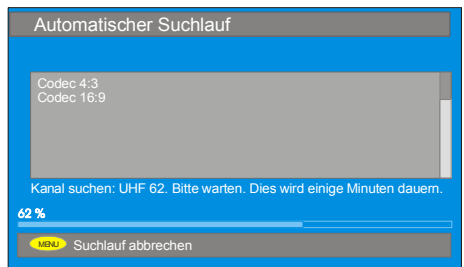 Automatischer Suchlauf
Codec 4:3
Codec 16:9
Kanal suchen: UHF 62. Bitte warten. Dies wird einige Minuten dauern.
62 %
MENU Suchlauf abbrechen